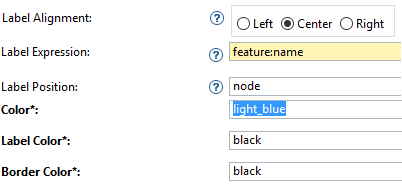 Label Alignment: ? Left Center Right
Label Expression: ? feature:name
Label Position: ? node
Color*: light_blue
Label Color*: black
Border Color*: black